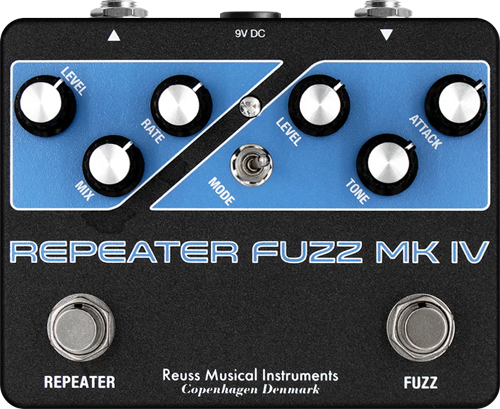 ▲
9V DC
▼
LEVEL
RATE
MIX
LEVEL
ATTACK
TONE
MODE
REPEATER FUZZ MK IV
REPEATER
Reuss Musical Instruments
Copenhagen Denmark
FUZZ